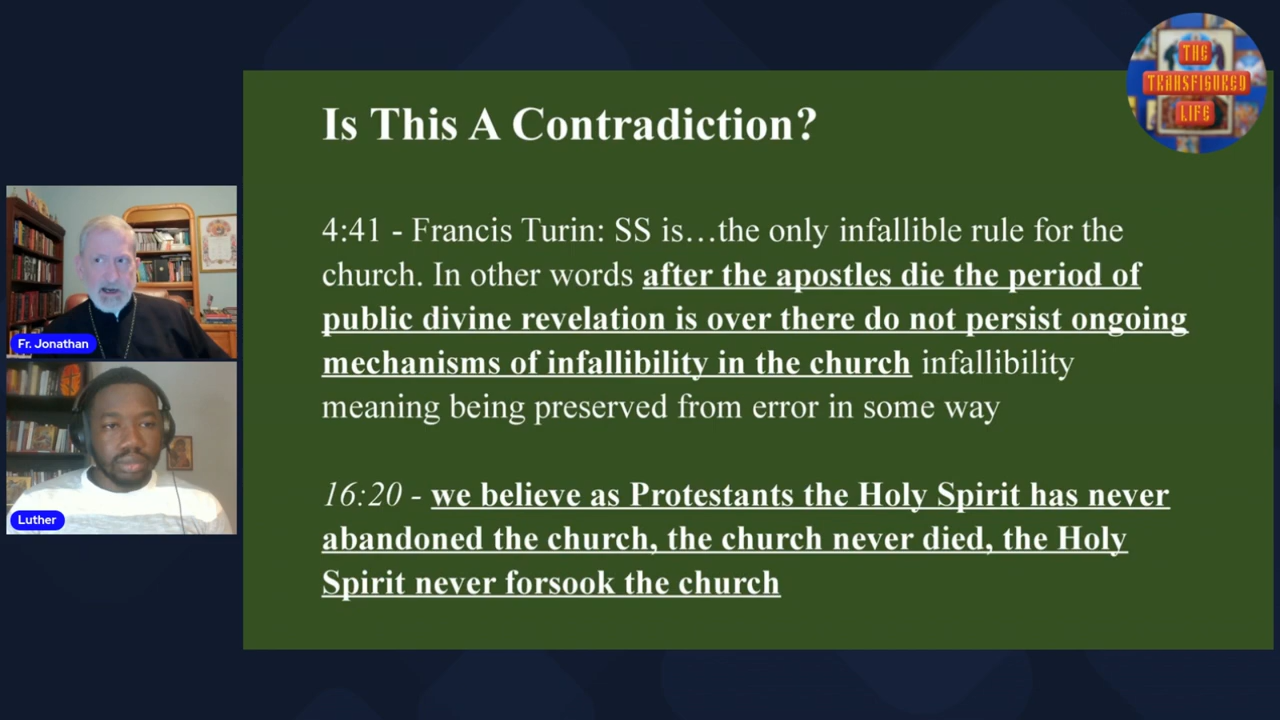 THE
TRANSFIGURED
LIFE
Is This A Contradiction?
4:41 - Francis Turin: SS is…the only infallible rule for the
church. In other words after the apostles die the period of
public divine revelation is over there do not persist ongoing
mechanisms of infallibility in the church infallibility
meaning being preserved from error in some way
16:20 - we believe as Protestants the Holy Spirit has never
abandoned the church, the church never died, the Holy
Spirit never forsook the church
Fr. Jonathan
Luther